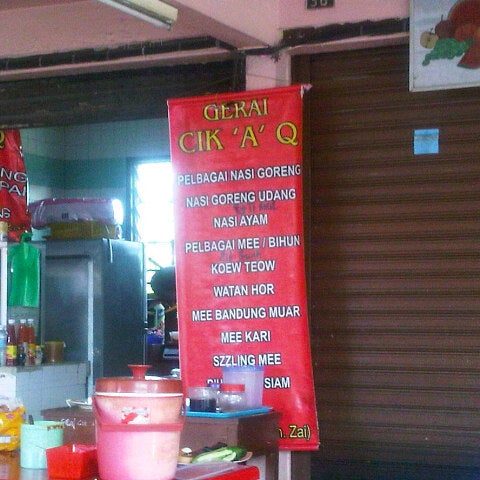 GERAI
CIK 'A' Q
PELBAGAI NASI GORENG
NASI GORENG UDANG
NASI AYAM
PELBAGAI MEE / BIHUN
KOEW TEOW
WATAN HOR
MEE BANDUNG MUAR
MEE KARI
SZZLING MEE
SIAM
Zai)